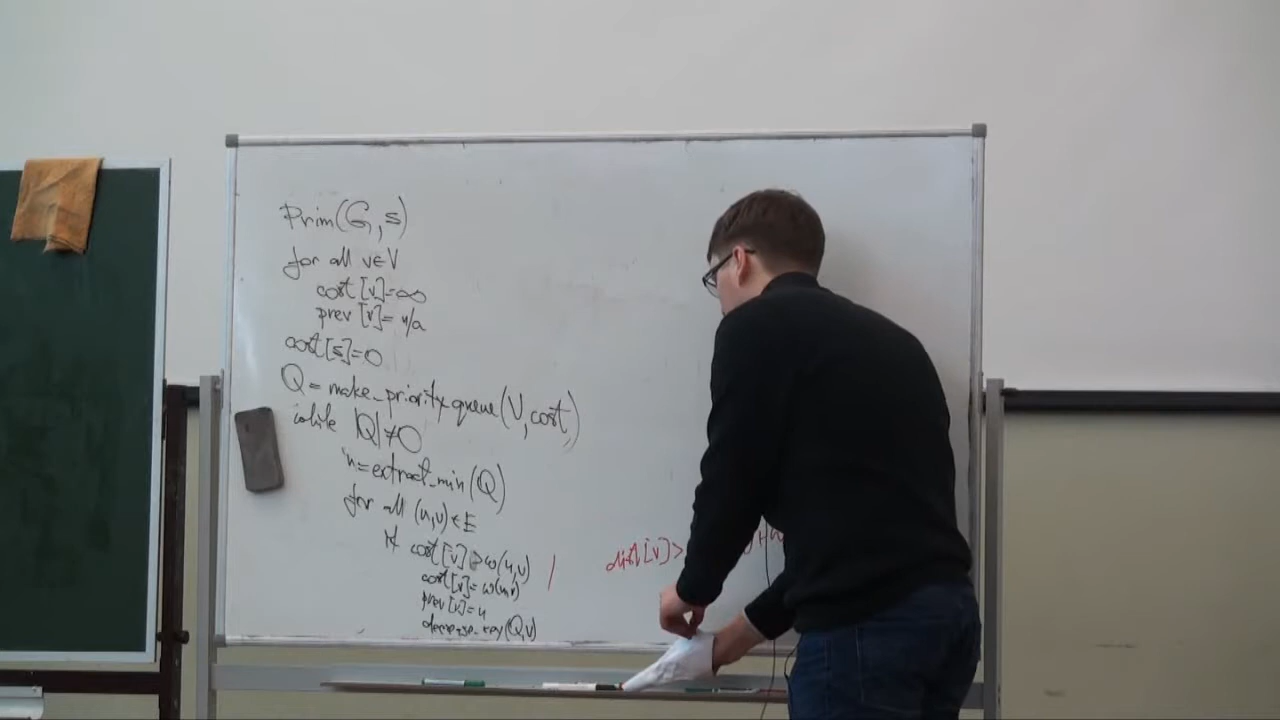 Prim(G, s)
for all v∈V
cost[v]=∞
prev[v]=n/a
cost[s]=0
Q = make_priority_queue(V, cost)
while |Q|≠0
u=extract_min(Q)
for all (u,v)∈E
if cost[v]>w(u,v) / dist[v]>
cost[v]=w(u,v)
prev[v]=u
decrease_key(Q,v)